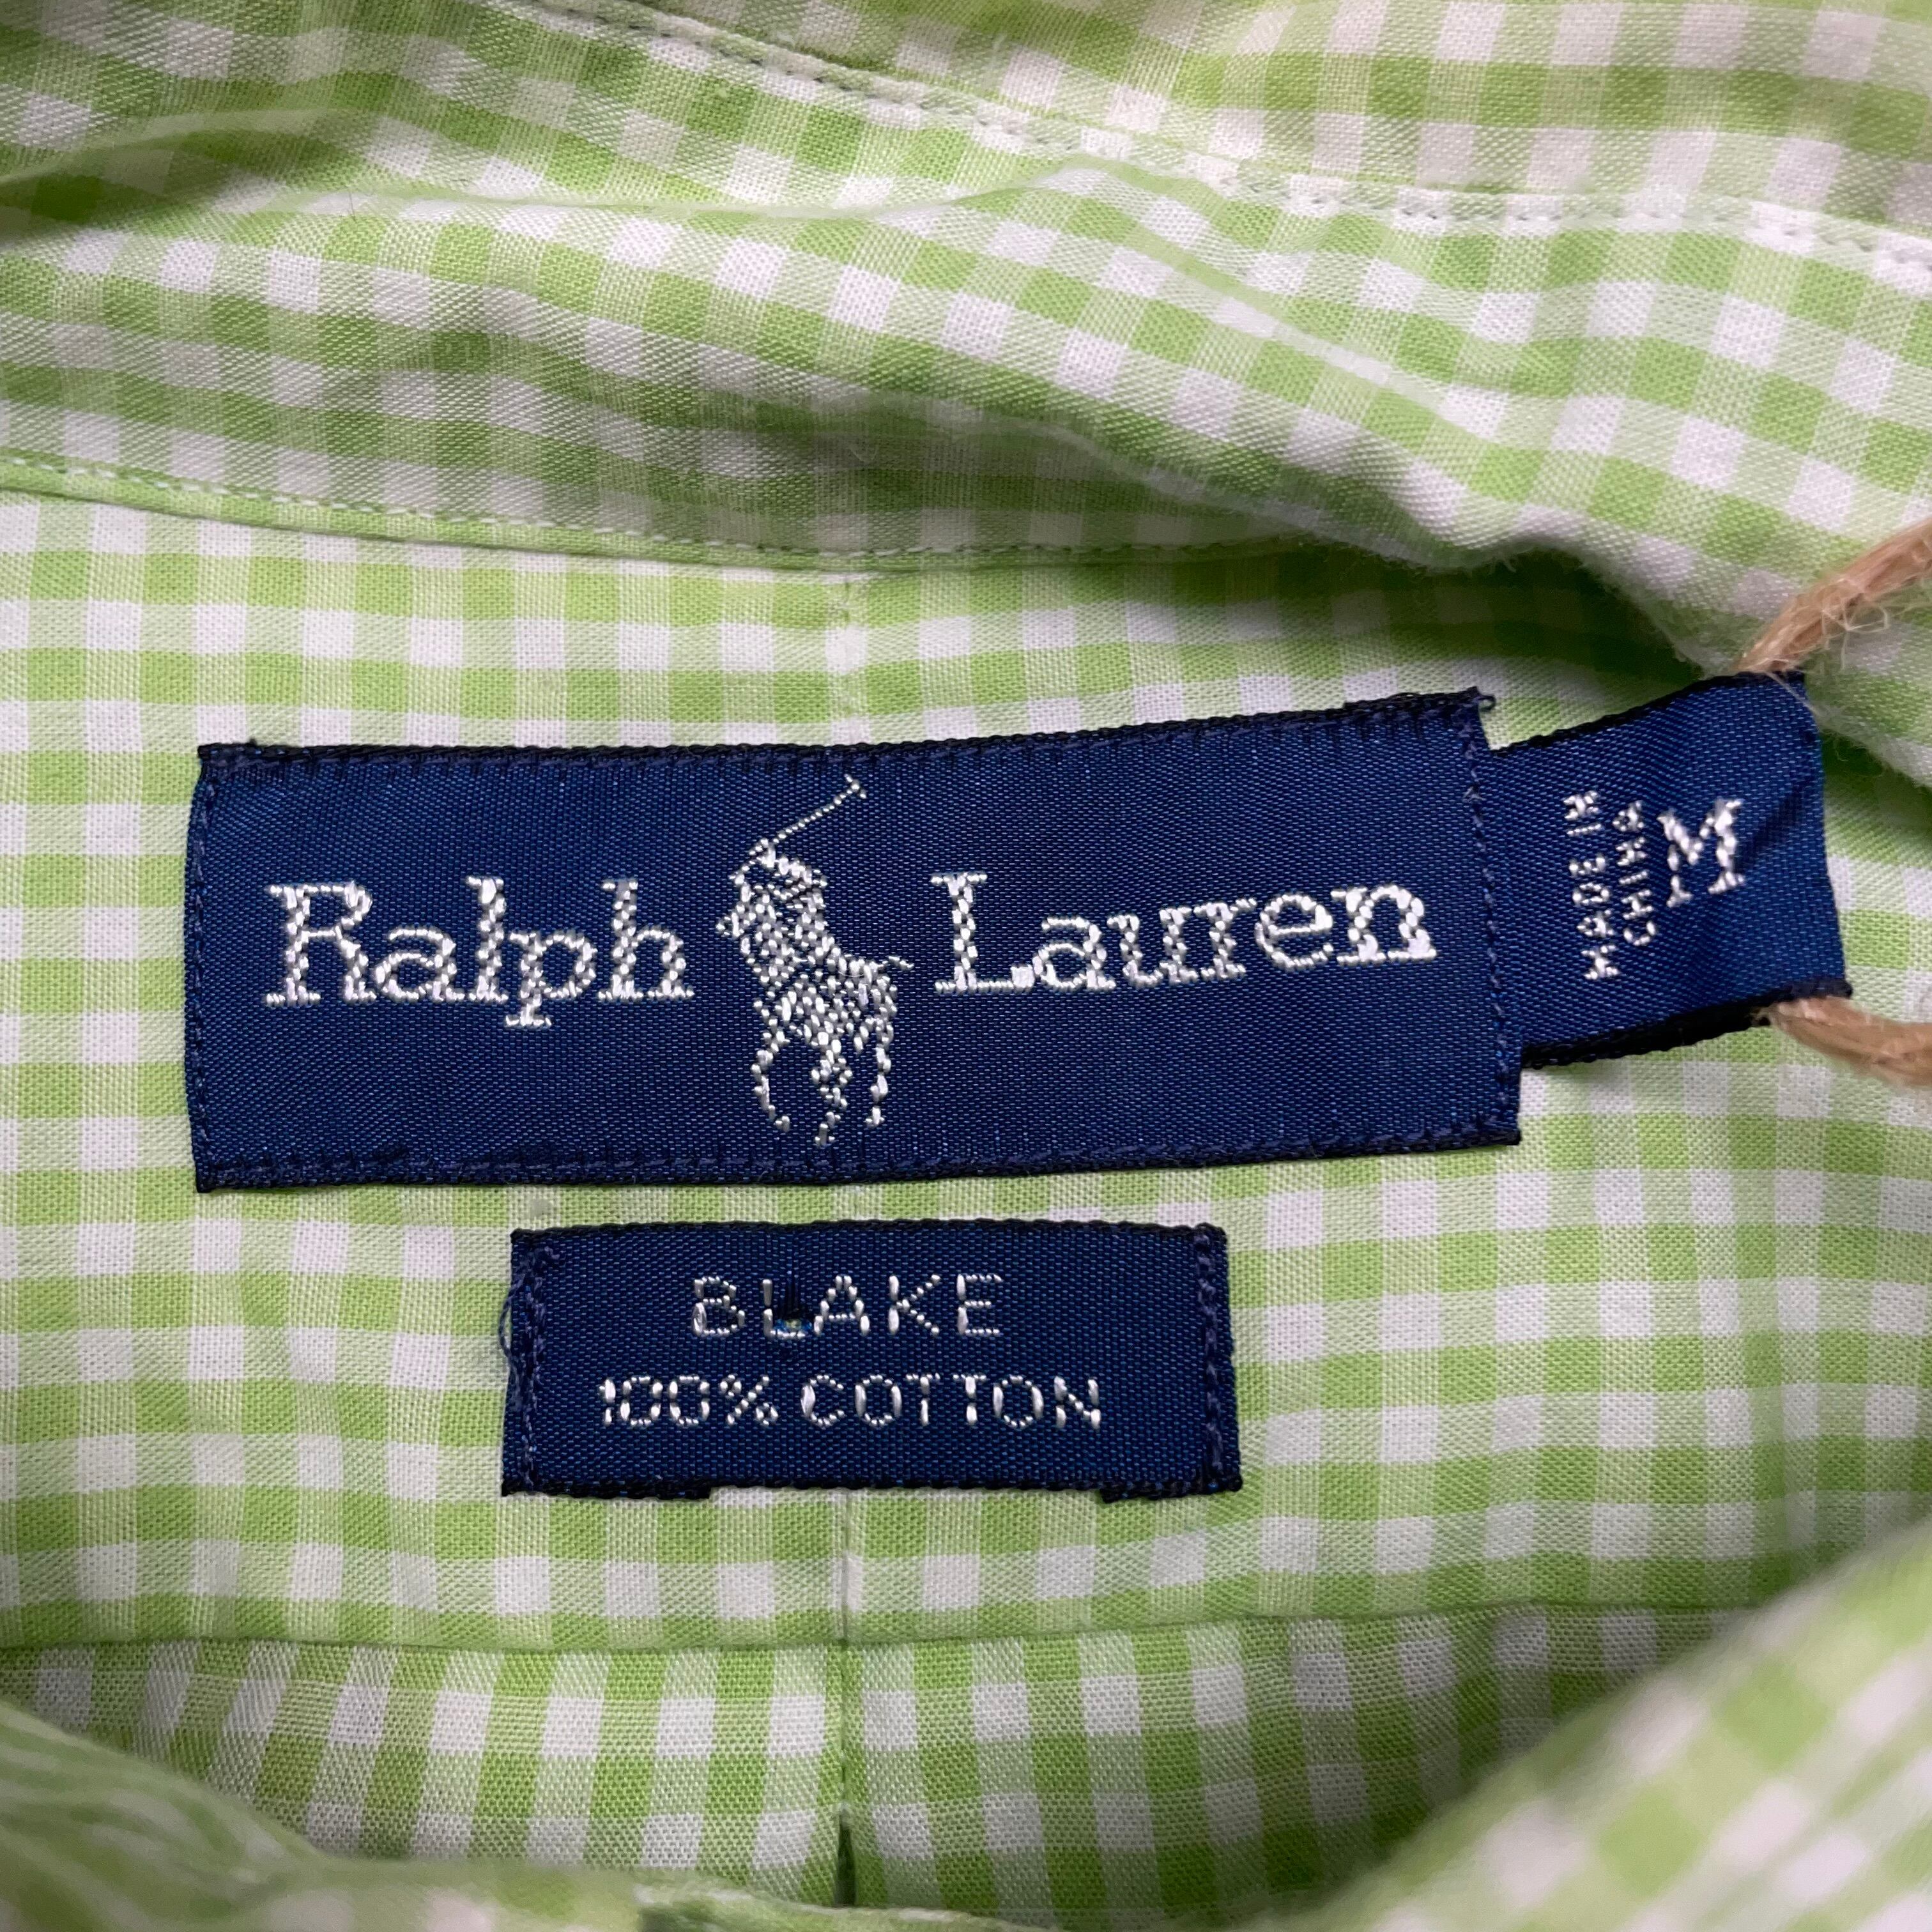 Ralph Lauren
MADE IN
CHINA
M
BLAKE
100% COTTON